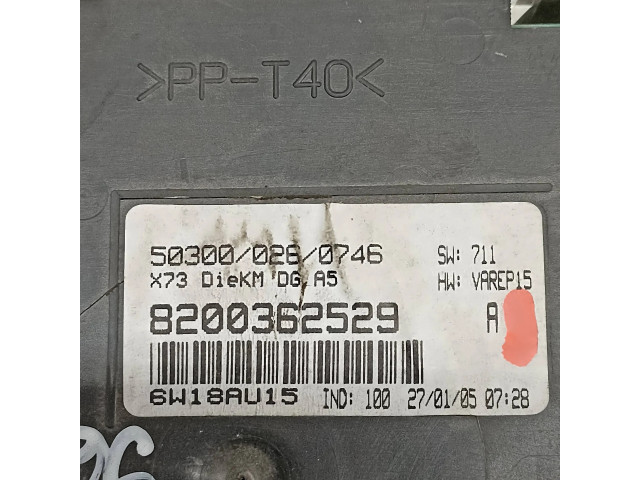 >PP-T40<
50300/028/0746 SW: 711
X73 DieKM DG A5 HW: VAREP15
8200362529 A
6W18AU15 IND: 100 27/01/05 07:28